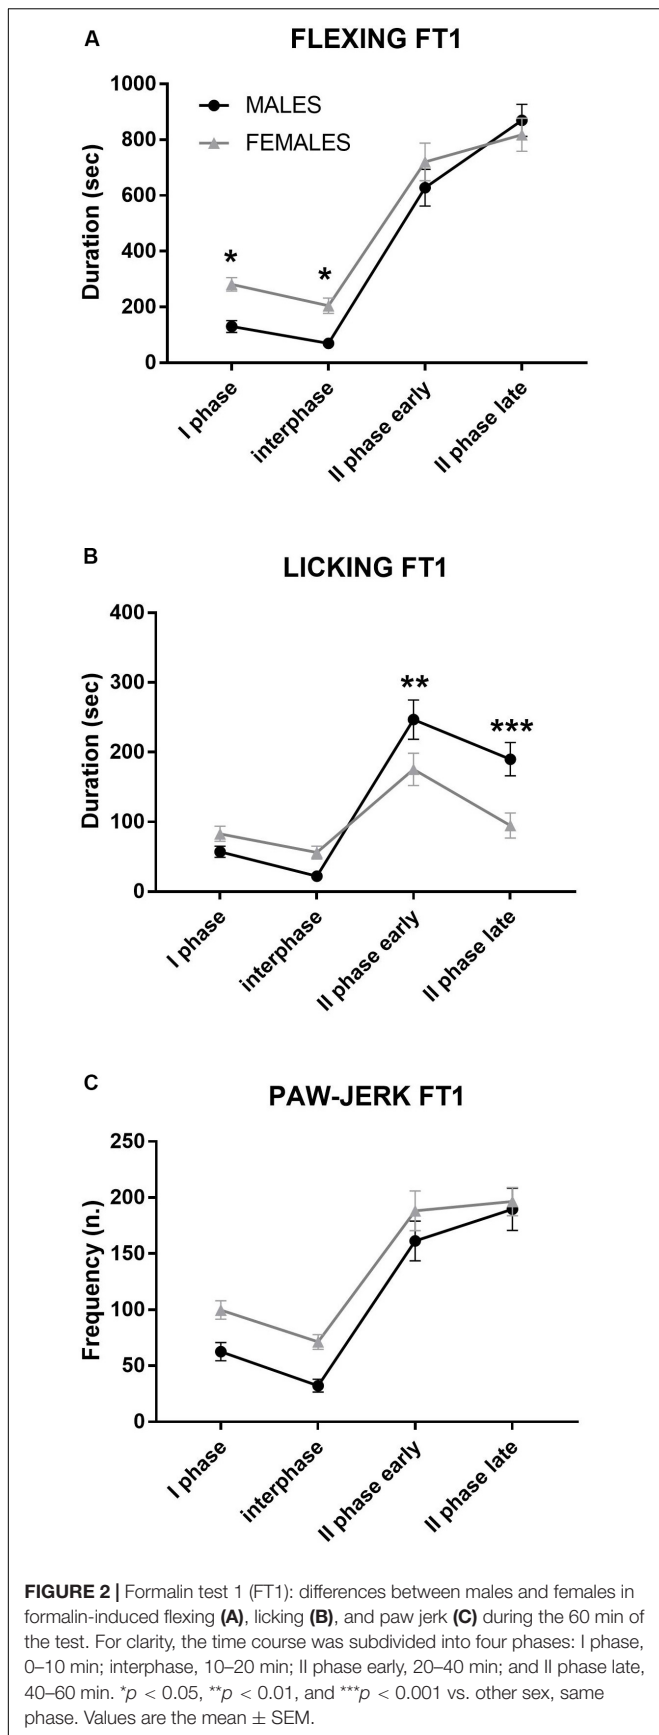 A
FLEXING FT1
1000
800
600
400
200
0
Duration (sec)
MALES
FEMALES
*
*
I phase
interphase
II phase early
II phase late
B
LICKING FT1
400
300
200
100
0
Duration (sec)
**
***
I phase
interphase
II phase early
II phase late
C
PAW-JERK FT1
250
200
150
100
50
0
Frequency (n.)
I phase
interphase
II phase early
II phase late
FIGURE 2 | Formalin test 1 (FT1): differences between males and females in
formalin-induced flexing (A), licking (B), and paw jerk (C) during the 60 min of
the test. For clarity, the time course was subdivided into four phases: I phase,
0–10 min; interphase, 10–20 min; II phase early, 20–40 min; and II phase late,
40–60 min. *p < 0.05, **p < 0.01, and ***p < 0.001 vs. other sex, same
phase. Values are the mean ± SEM.